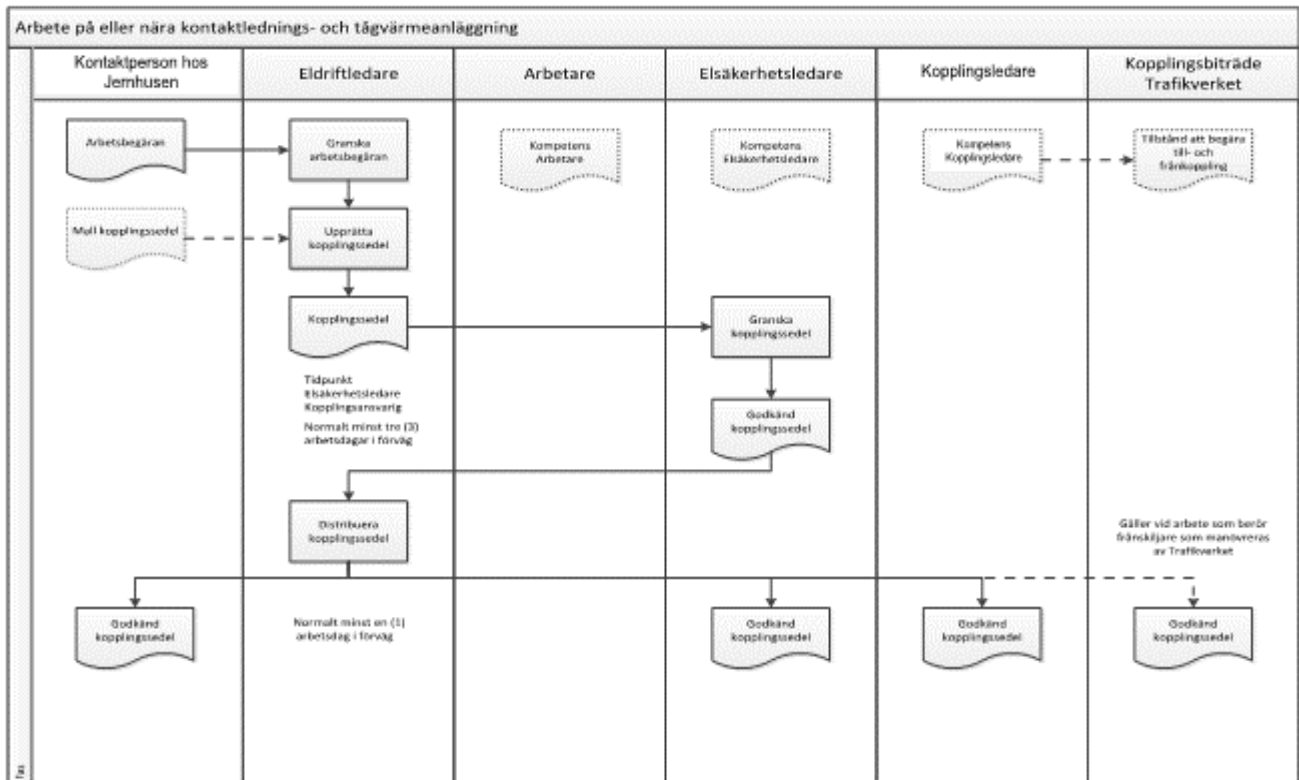 Arbete på eller nära kontaktlednings- och tågvärmeanläggning
Kontaktperson hos
Jernhusen
Eldriftledare
Arbetare
Elsäkerhetsledare
Kopplingsledare
Kopplingsbiträde
Trafikverket
Arbetsbegäran
Granska
arbetsbegäran
Kompetens
Arbetare
Kompetens
Elsäkerhetsledare
Kompetens
Kopplingsledare
Tillstånd att begära
till- och
frånkoppling
Mall kopplingssedel
Upprätta
kopplingssedel
Kopplingssedel
Granska
kopplingssedel
Tidpunkt
Elsäkerhetsledare
Kopplingsansvarig
Normalt minst tre (3)
arbetsdagar i förväg
Godkänd
kopplingssedel
Distribuera
kopplingssedel
Gäller vid arbete som berör
frånskiljare som manövreras
av Trafikverket
Godkänd
kopplingssedel
Normalt minst en (1)
arbetsdag i förväg
Godkänd
kopplingssedel
Godkänd
kopplingssedel
Godkänd
kopplingssedel
Fas